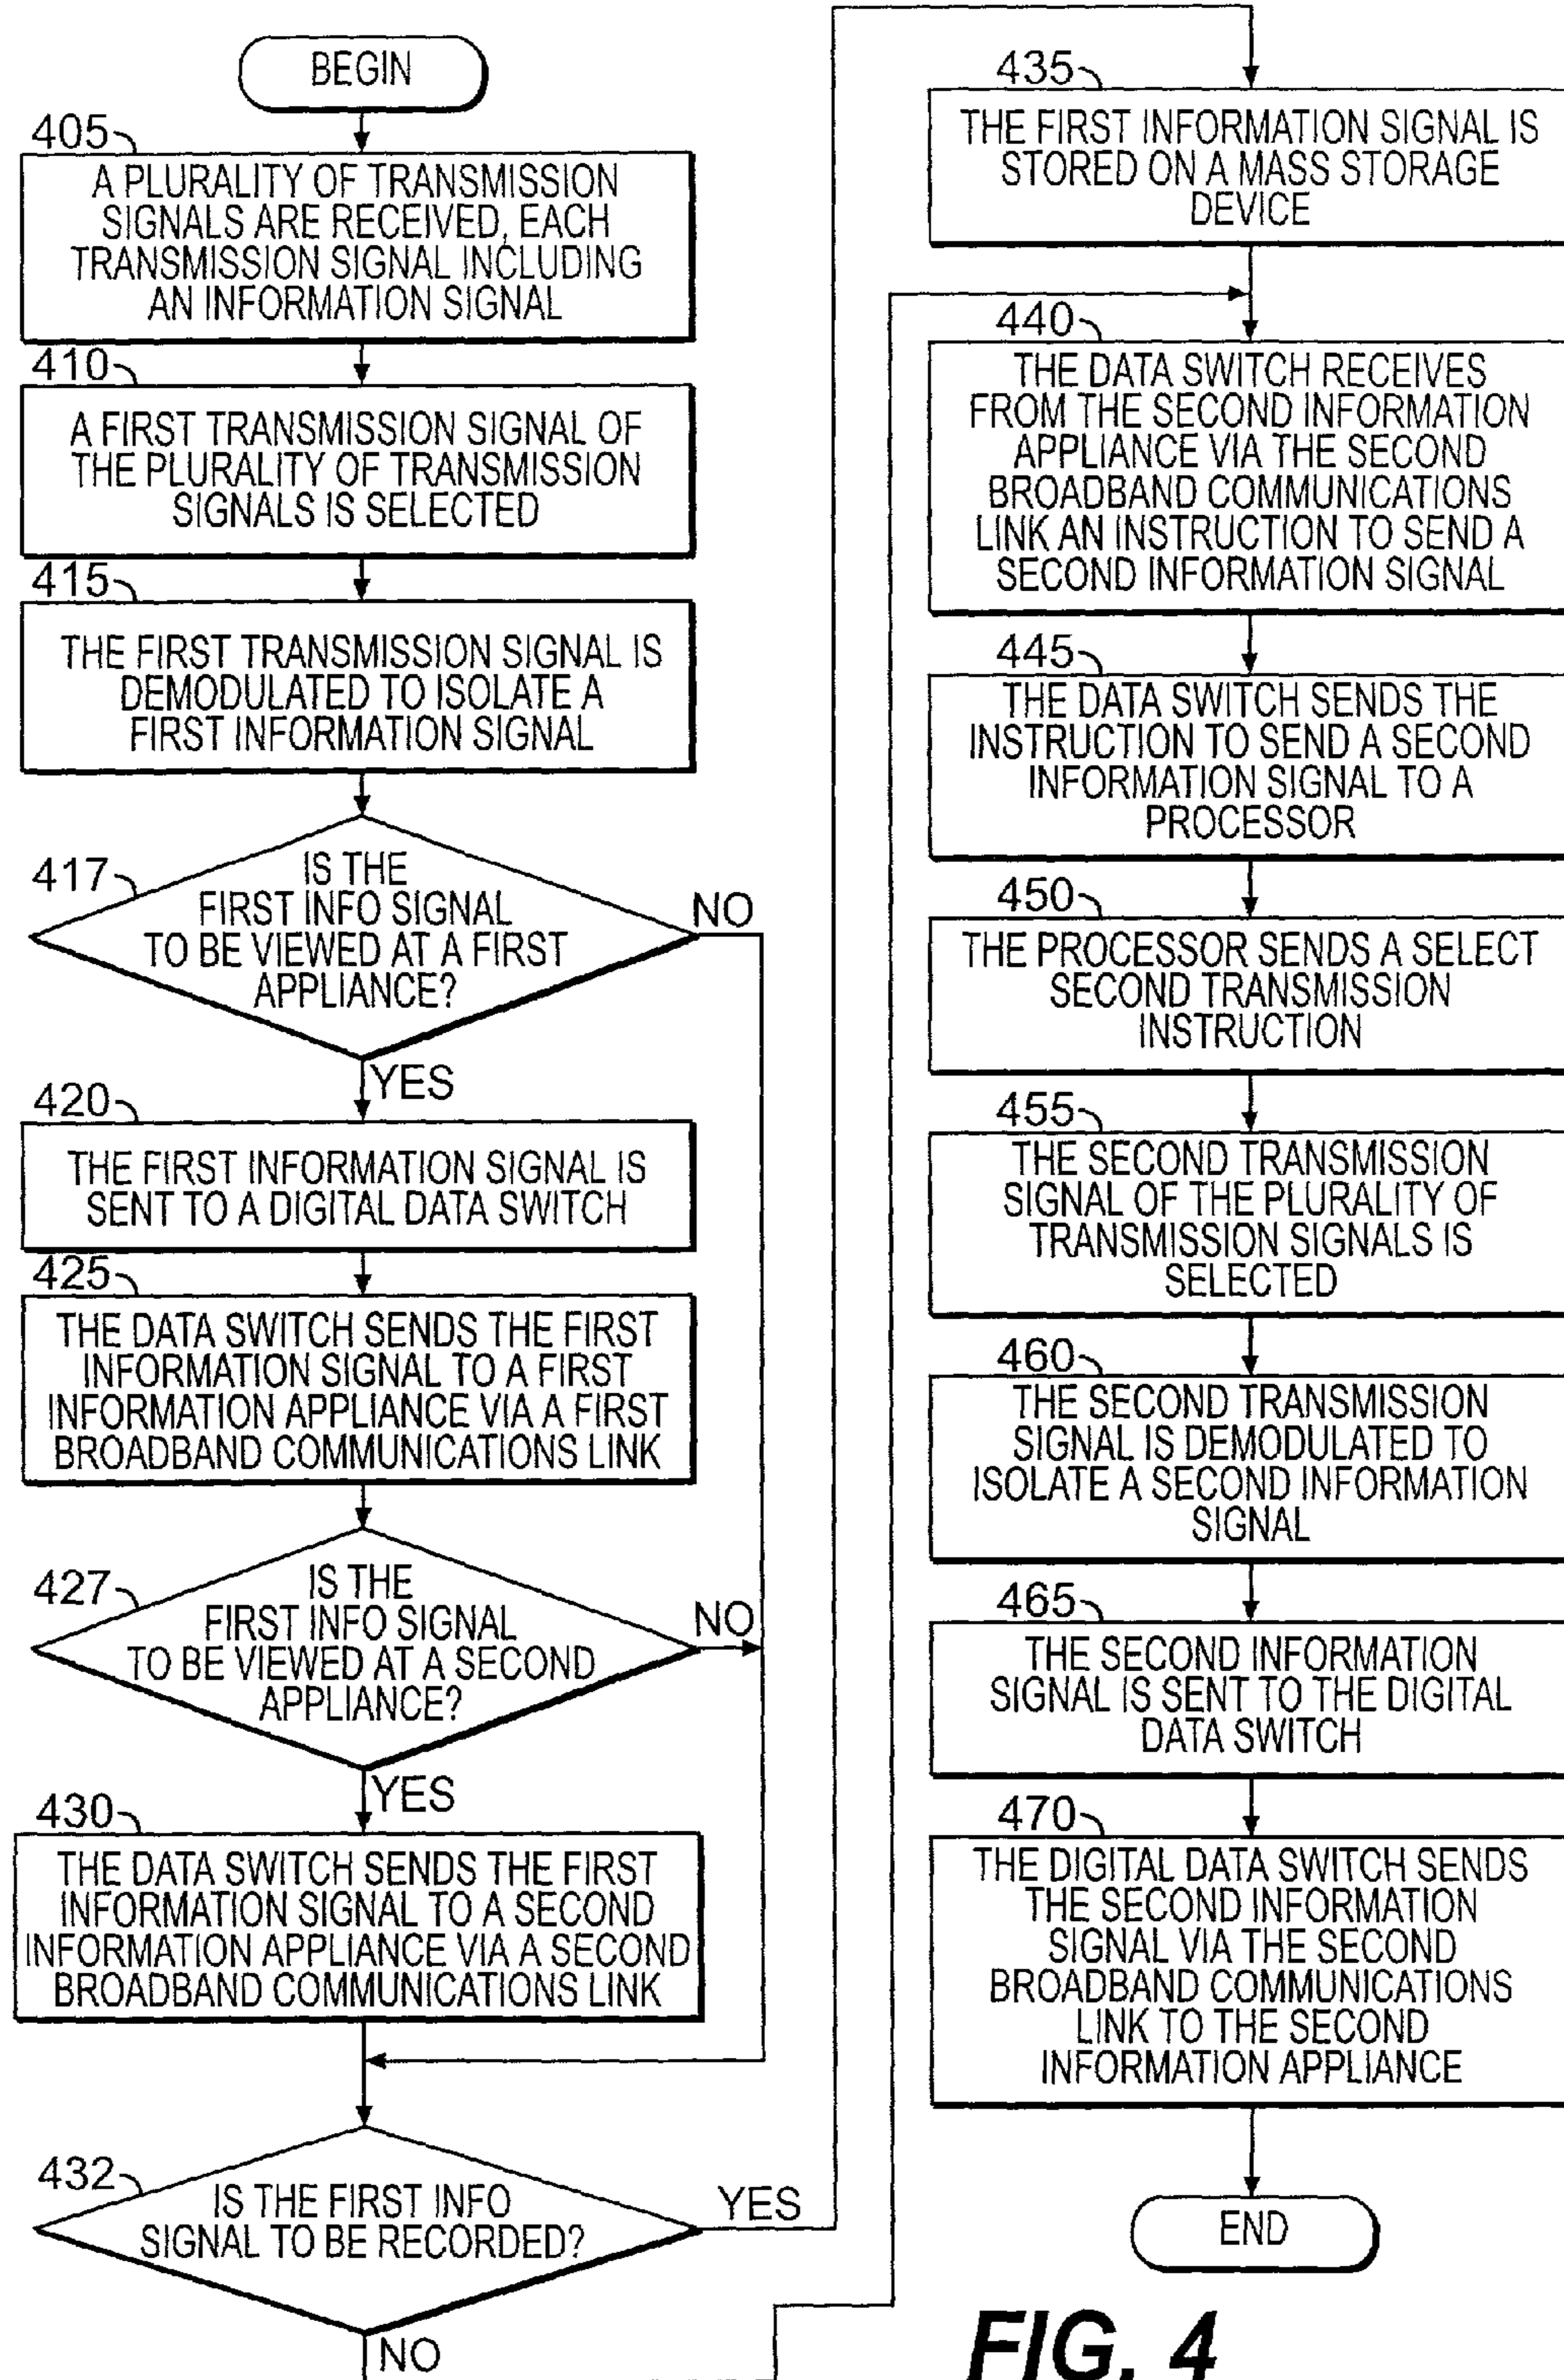 BEGIN
405
A PLURALITY OF TRANSMISSION
SIGNALS ARE RECEIVED, EACH
TRANSMISSION SIGNAL INCLUDING
AN INFORMATION SIGNAL
410
A FIRST TRANSMISSION SIGNAL OF
THE PLURALITY OF TRANSMISSION
SIGNALS IS SELECTED
415
THE FIRST TRANSMISSION SIGNAL IS
DEMODULATED TO ISOLATE A
FIRST INFORMATION SIGNAL
417
IS THE
FIRST INFO SIGNAL
TO BE VIEWED AT A FIRST
APPLIANCE?
NO
YES
420
THE FIRST INFORMATION SIGNAL IS
SENT TO A DIGITAL DATA SWITCH
425
THE DATA SWITCH SENDS THE FIRST
INFORMATION SIGNAL TO A FIRST
INFORMATION APPLIANCE VIA A FIRST
BROADBAND COMMUNICATIONS LINK
427
IS THE
FIRST INFO SIGNAL
TO BE VIEWED AT A SECOND
APPLIANCE?
NO
YES
430
THE DATA SWITCH SENDS THE FIRST
INFORMATION SIGNAL TO A SECOND
INFORMATION APPLIANCE VIA A SECOND
BROADBAND COMMUNICATIONS LINK
432
IS THE FIRST INFO
SIGNAL TO BE RECORDED?
YES
NO
435
THE FIRST INFORMATION SIGNAL IS
STORED ON A MASS STORAGE
DEVICE
440
THE DATA SWITCH RECEIVES
FROM THE SECOND INFORMATION
APPLIANCE VIA THE SECOND
BROADBAND COMMUNICATIONS
LINK AN INSTRUCTION TO SEND A
SECOND INFORMATION SIGNAL
445
THE DATA SWITCH SENDS THE
INSTRUCTION TO SEND A SECOND
INFORMATION SIGNAL TO A
PROCESSOR
450
THE PROCESSOR SENDS A SELECT
SECOND TRANSMISSION
INSTRUCTION
455
THE SECOND TRANSMISSION
SIGNAL OF THE PLURALITY OF
TRANSMISSION SIGNALS IS
SELECTED
460
THE SECOND TRANSMISSION
SIGNAL IS DEMODULATED TO
ISOLATE A SECOND INFORMATION
SIGNAL
465
THE SECOND INFORMATION
SIGNAL IS SENT TO THE DIGITAL
DATA SWITCH
470
THE DIGITAL DATA SWITCH SENDS
THE SECOND INFORMATION
SIGNAL VIA THE SECOND
BROADBAND COMMUNICATIONS
LINK TO THE SECOND
INFORMATION APPLIANCE
END
FIG. 4